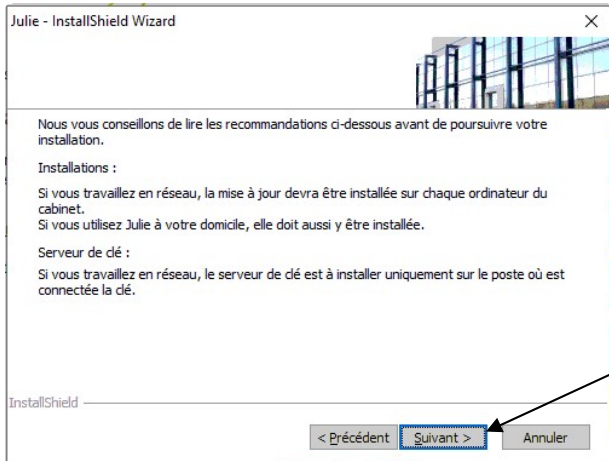 Julie - InstallShield Wizard
Nous vous conseillons de lire les recommandations ci-dessous avant de poursuivre votre
installation.
Installations :
Si vous travaillez en réseau, la mise à jour devra être installée sur chaque ordinateur du
cabinet.
Si vous utilisez Julie à votre domicile, elle doit aussi y être installée.
Serveur de clé :
Si vous travaillez en réseau, le serveur de clé est à installer uniquement sur le poste où est
connectée la clé.
InstallShield
< Précédent Suivant > Annuler